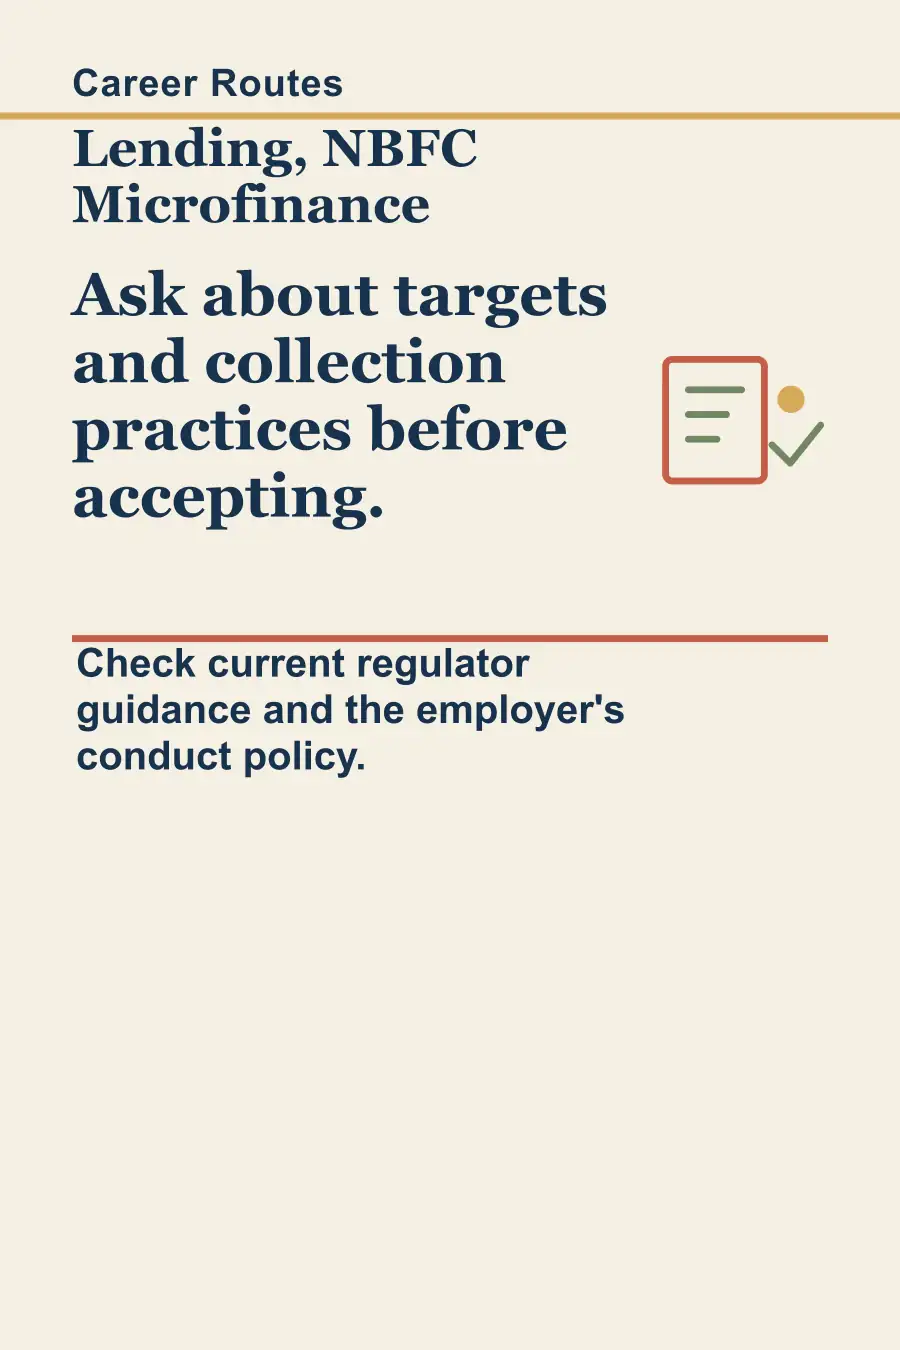 Career Routes
Lending, NBFC
Microfinance
Ask about targets
and collection
practices before
accepting.
Check current regulator
guidance and the employer's
conduct policy.